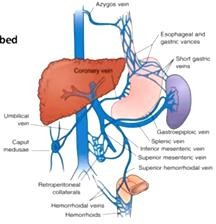 Azygos vein
bed
Esophageal and
gastric varices
Short gastric
veins
Coronary vein
Umbilical
vein
Caput
medusae
Gastroepiploic vein
Splenic vein
Inferior mesenteric vein
Superior mesenteric vein
Superior hemorrhoidal vein
Retroperitoneal
collaterals
Hemorrhoidal veins
Hemorrhoids